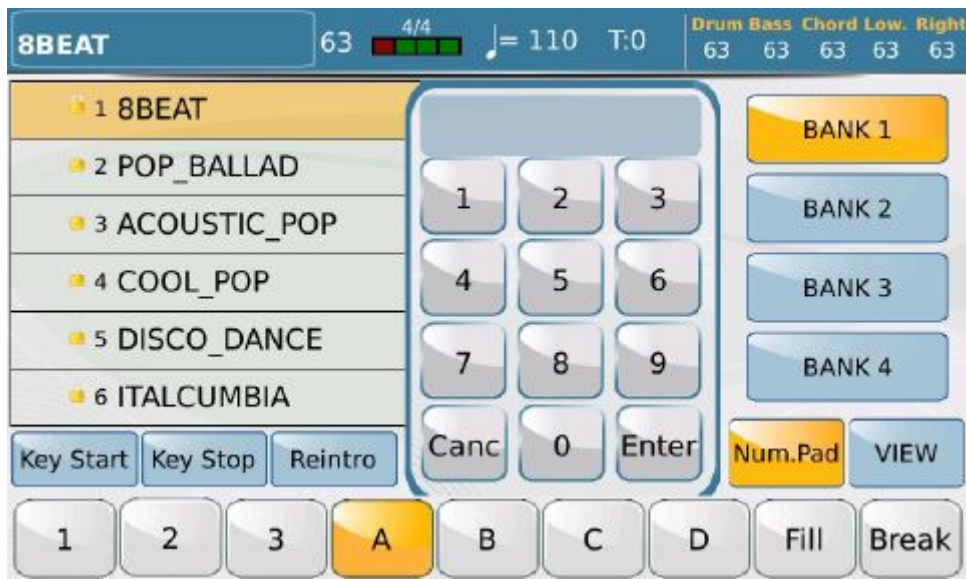 8BEAT 63 4/4 ♩= 110 T:0 Drum Bass Chord Low. Right
63 63 63 63 63
1 8BEAT
2 POP_BALLAD
3 ACOUSTIC_POP
4 COOL_POP
5 DISCO_DANCE
6 ITALCUMBIA
1 2 3
4 5 6
7 8 9
Canc 0 Enter
BANK 1
BANK 2
BANK 3
BANK 4
Key Start Key Stop Reintro
Num.Pad VIEW
1 2 3 A B C D Fill Break